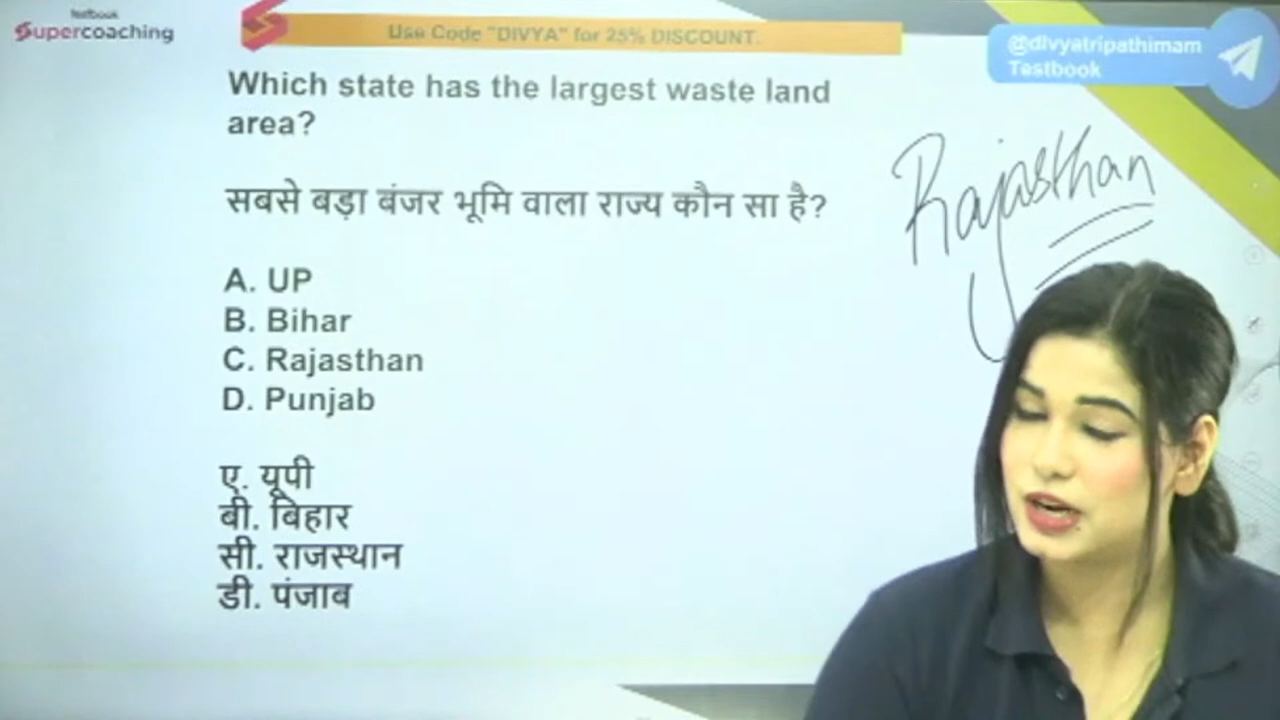 testbook
Supercoaching
Use Code "DIVYA" for 25% DISCOUNT.
@divyatripathimam
Testbook
Which state has the largest waste land
area?
Rajasthan
सबसे बड़ा बंजर भूमि वाला राज्य कौन सा है?
A. UP
B. Bihar
C. Rajasthan
D. Punjab
ए. यूपी
बी. बिहार
सी. राजस्थान
डी. पंजाब